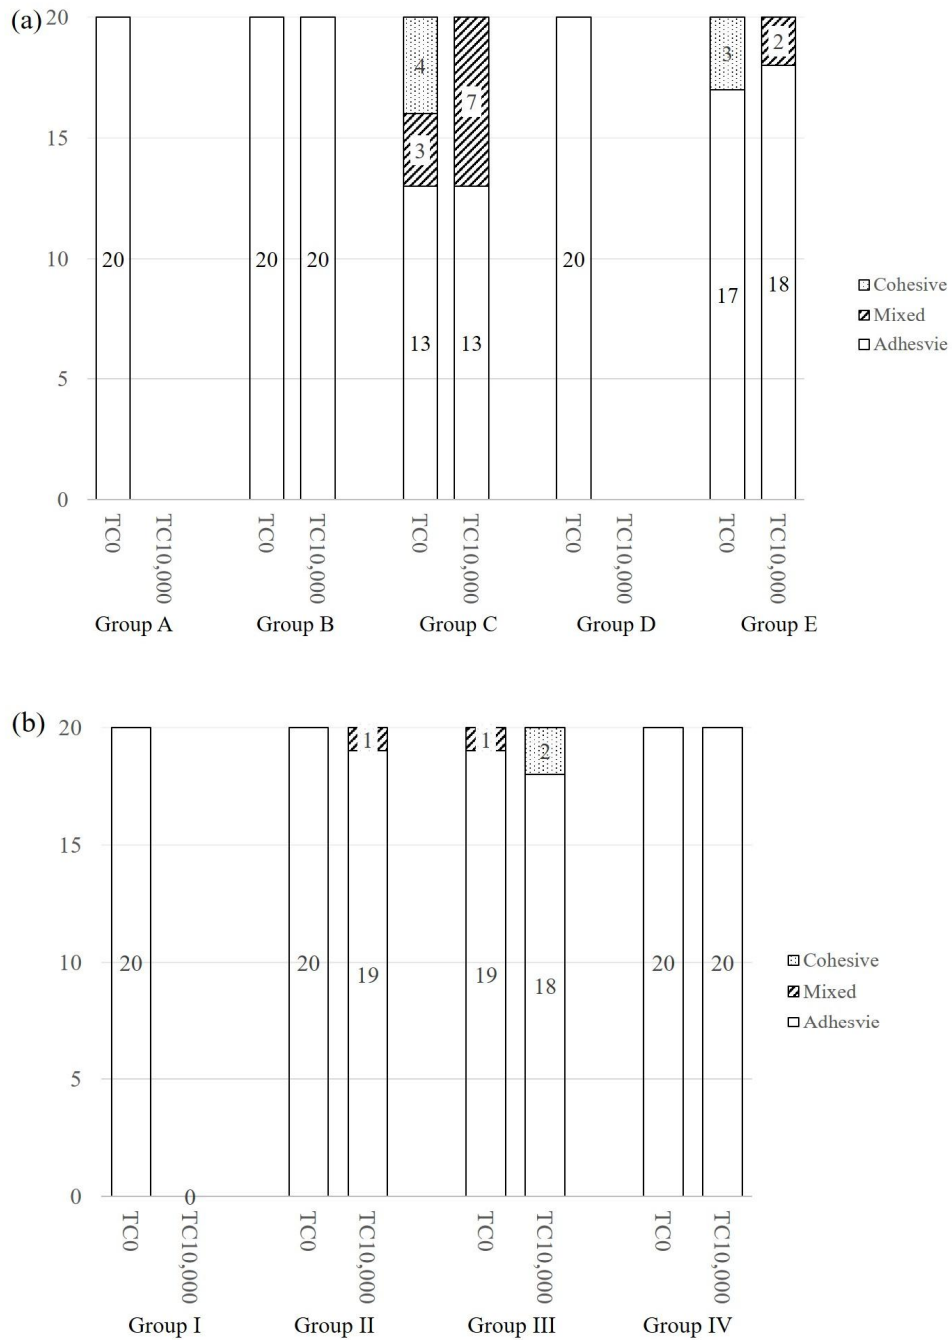 (a)
20
15
10
5
0
20
20
20
4
3
13
7
13
20
3
17
2
18
Cohesive
Mixed
Adhesvie
TC0
TC10,000
TC0
TC10,000
TC0
TC10,000
TC0
TC10,000
TC0
TC10,000
Group A
Group B
Group C
Group D
Group E
(b)
20
15
10
5
0
20
0
20
1
19
1
19
2
18
20
20
Cohesive
Mixed
Adhesvie
TC0
TC10,000
TC0
TC10,000
TC0
TC10,000
TC0
TC10,000
Group I
Group II
Group III
Group IV